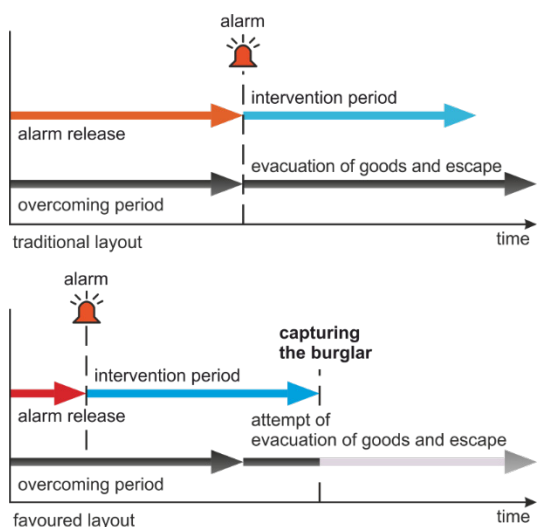 alarm
intervention period
alarm release
evacuation of goods and escape
overcoming period
time
traditional layout
alarm
capturing
the burglar
intervention period
alarm release
attempt of
evacuation of goods and escape
overcoming period
time
favoured layout